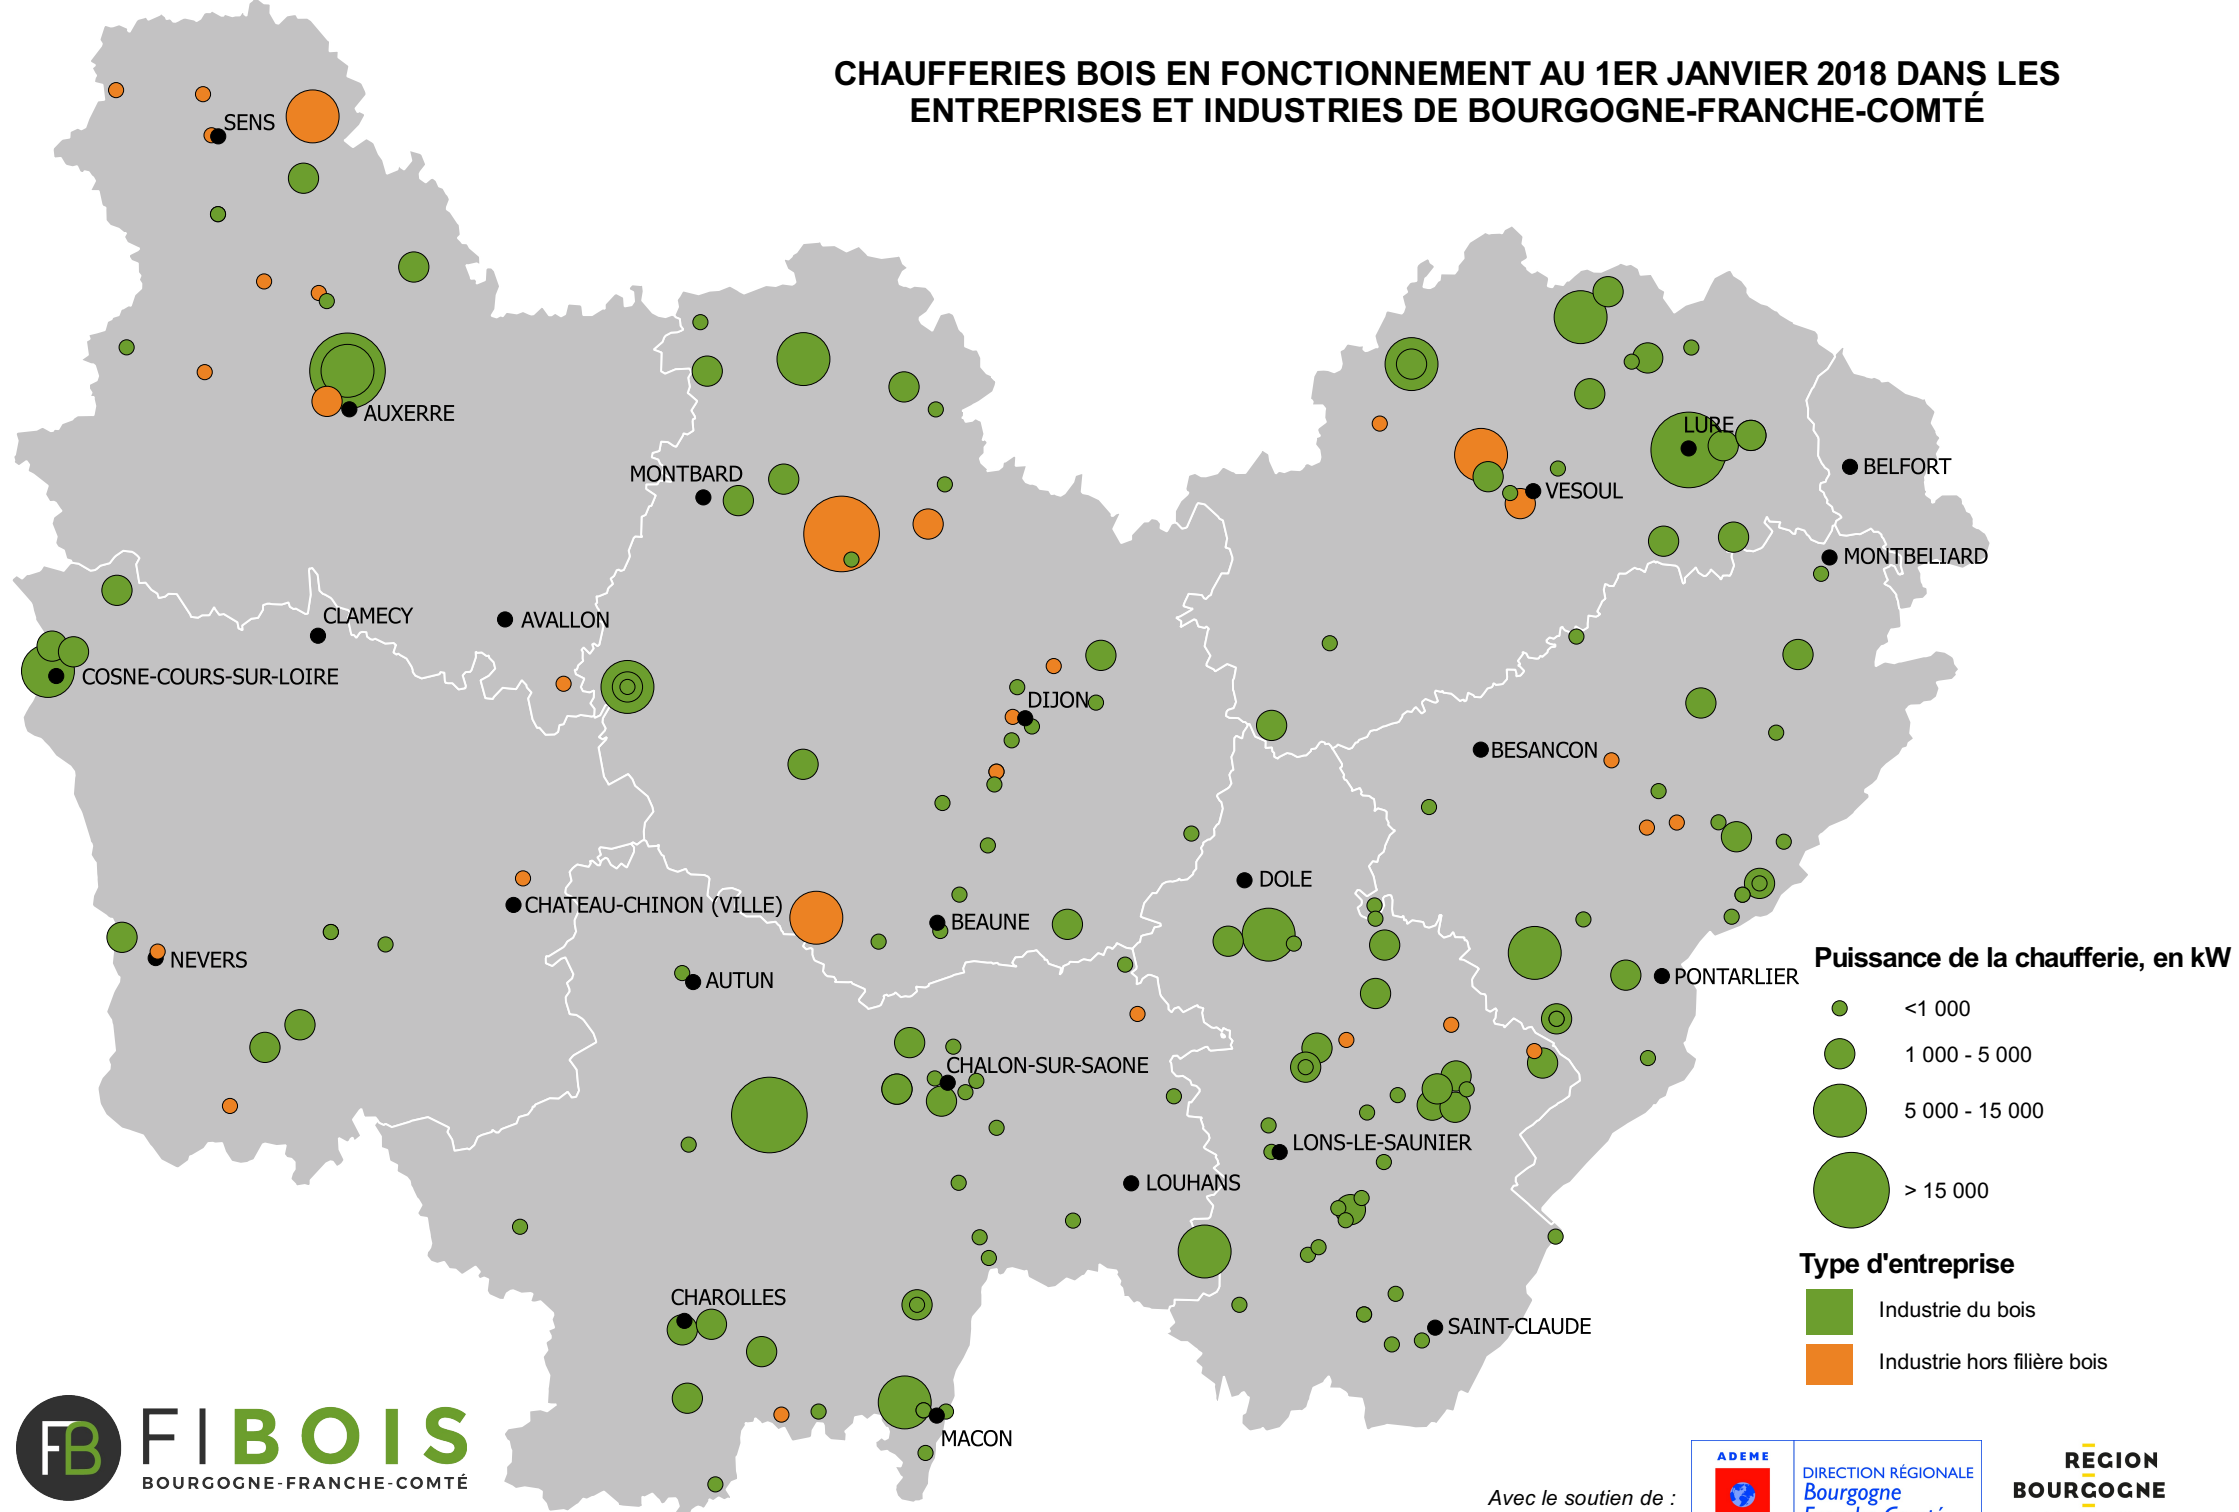 CHAUFFERIES BOIS EN FONCTIONNEMENT AU 1ER JANVIER 2018 DANS LES
ENTREPRISES ET INDUSTRIES DE BOURGOGNE-FRANCHE-COMTÉ
SENS
AUXERRE
LURE
BELFORT
MONTBARD
VESOUL
MONTBELIARD
CLAMECY
AVALLON
COSNE-COURS-SUR-LOIRE
DIJON
BESANCON
DOLE
CHATEAU-CHINON (VILLE)
BEAUNE
NEVERS
AUTUN
PONTARLIER
CHALON-SUR-SAONE
LONS-LE-SAUNIER
LOUHANS
CHAROLLES
SAINT-CLAUDE
MACON
Puissance de la chaufferie, en kW
<1 000
1 000 - 5 000
5 000 - 15 000
> 15 000
Type d'entreprise
Industrie du bois
Industrie hors filière bois
FB
FIBOIS
BOURGOGNE-FRANCHE-COMTÉ
Avec le soutien de :
ADEME
DIRECTION RÉGIONALE
Bourgogne
REGION
BOURGOGNE